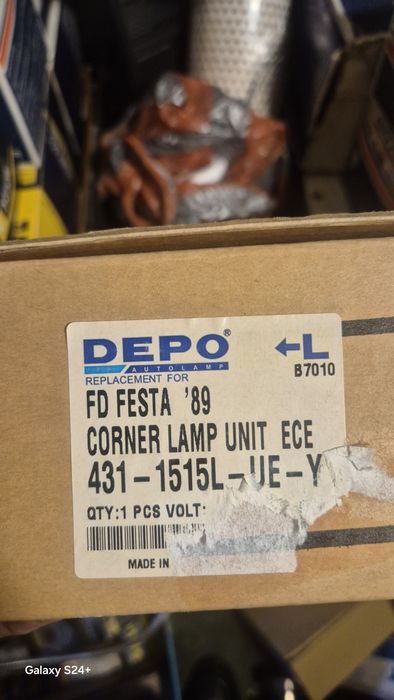 DEPO®
AUTOLAMP
←L
B7010
REPLACEMENT FOR
FD FESTA '89
CORNER LAMP UNIT ECE
431-1515L-UE-Y
QTY:1 PCS VOLT:
MADE IN
Galaxy S24+